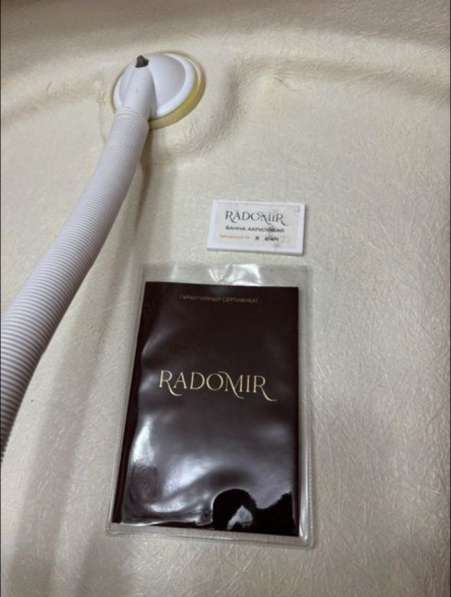 RADOMIR
ВАННА АКРИЛОВАЯ
ГАРАНТИЙНЫЙ СЕРТИФИКАТ
RADOMIR